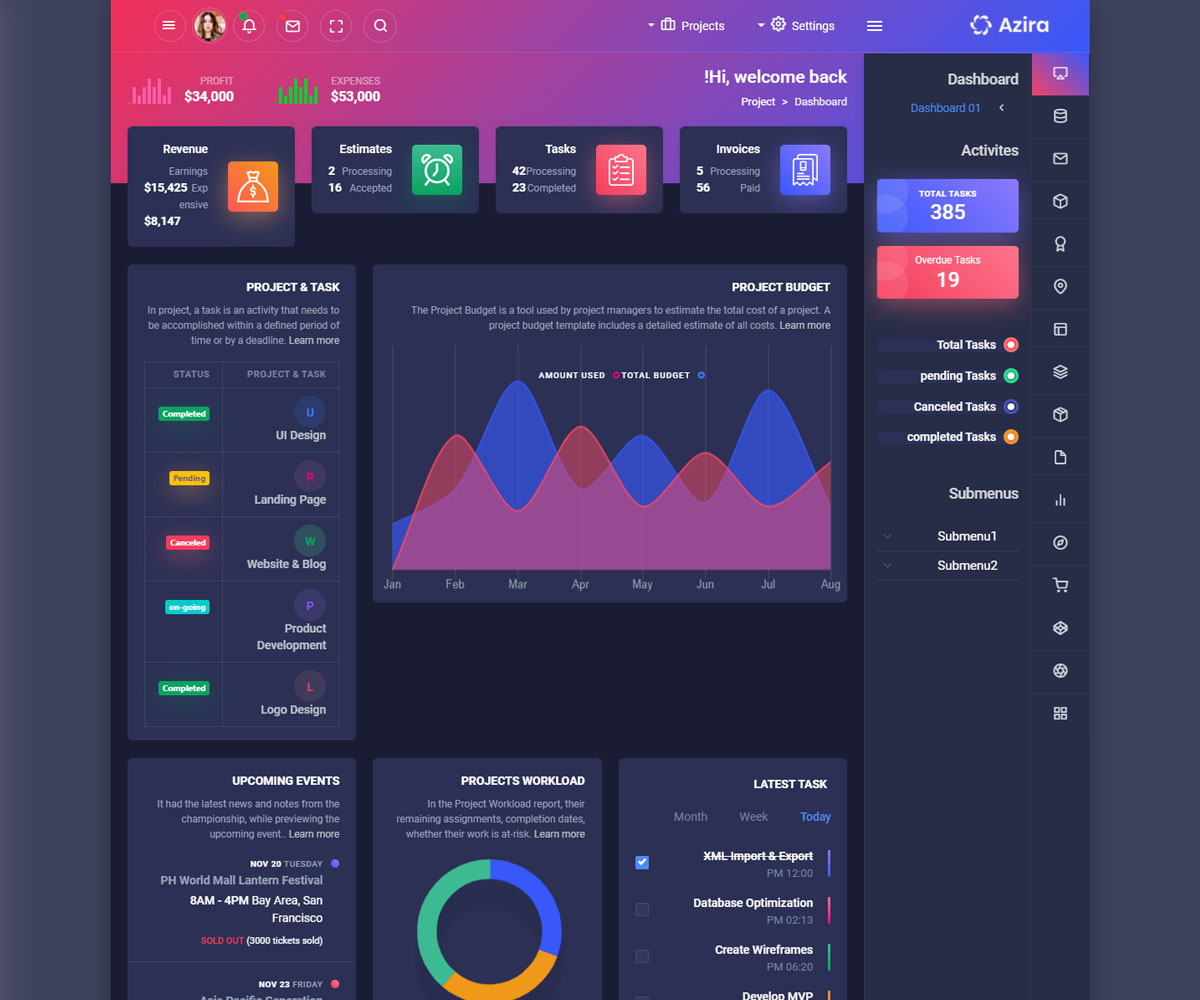 Projects
Settings
Azira
PROFIT
$34,000
EXPENSES
$53,000
!Hi, welcome back
Project > Dashboard
Revenue
Earnings
$15,425 Exp
ensive
$8,147
Estimates
2 Processing
16 Accepted
Tasks
42Processing
23Completed
Invoices
5 Processing
56 Paid
Dashboard
Dashboard 01
Activites
TOTAL TASKS
385
Overdue Tasks
19
Total Tasks
pending Tasks
Canceled Tasks
completed Tasks
Submenus
Submenu1
Submenu2
PROJECT & TASK
In project, a task is an activity that needs to
be accomplished within a defined period of
time or by a deadline. Learn more
STATUS PROJECT & TASK
Completed
U
UI Design
Pending
R
Landing Page
Canceled
W
Website & Blog
on-going
P
Product
Development
Completed
L
Logo Design
PROJECT BUDGET
The Project Budget is a tool used by project managers to estimate the total cost of a project. A
project budget template includes a detailed estimate of all costs. Learn more
AMOUNT USED TOTAL BUDGET
Jan Feb Mar Apr May Jun Jul Aug
UPCOMING EVENTS
It had the latest news and notes from the
championship, while previewing the
upcoming event.. Learn more
NOV 20 TUESDAY
PH World Mall Lantern Festival
8AM - 4PM Bay Area, San
Francisco
SOLD OUT (3000 tickets sold)
NOV 23 FRIDAY
Asia Pacific Generation
PROJECTS WORKLOAD
In the Project Workload report, their
remaining assignments, completion dates,
whether their work is at-risk. Learn more
LATEST TASK
Month Week Today
XML Import & Export
PM 12:00
Database Optimization
PM 02:13
Create Wireframes
PM 06:20
Develop MVP